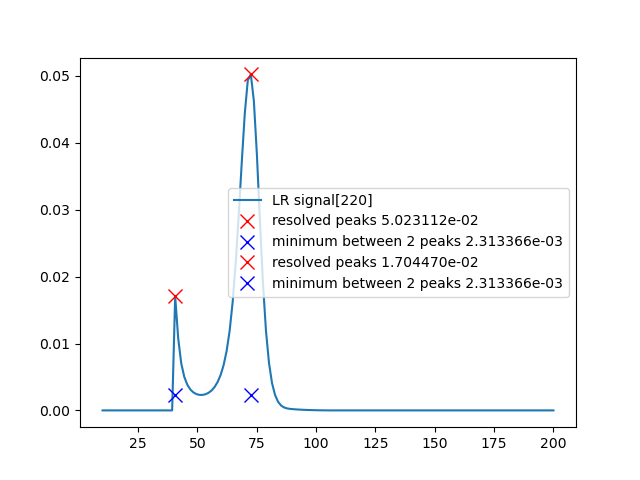 0.05
0.04
0.03
0.02
0.01
0.00
LR signal[220]
resolved peaks 5.023112e-02
minimum between 2 peaks 2.313366e-03
resolved peaks 1.704470e-02
minimum between 2 peaks 2.313366e-03
25 50 75 100 125 150 175 200